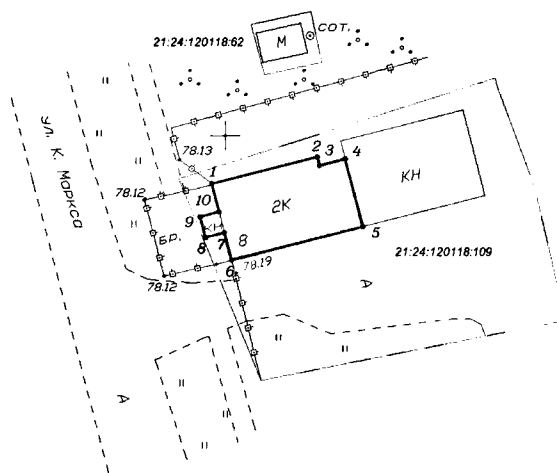 21:24:120118:62
М
СОТ.
ул. К. Маркса
78.13
1
2
3
4
78.12
10
2К
КН
9
КН
БР.
8
7
8
5
6
78.19
21:24:120118:109
78.12
А
А